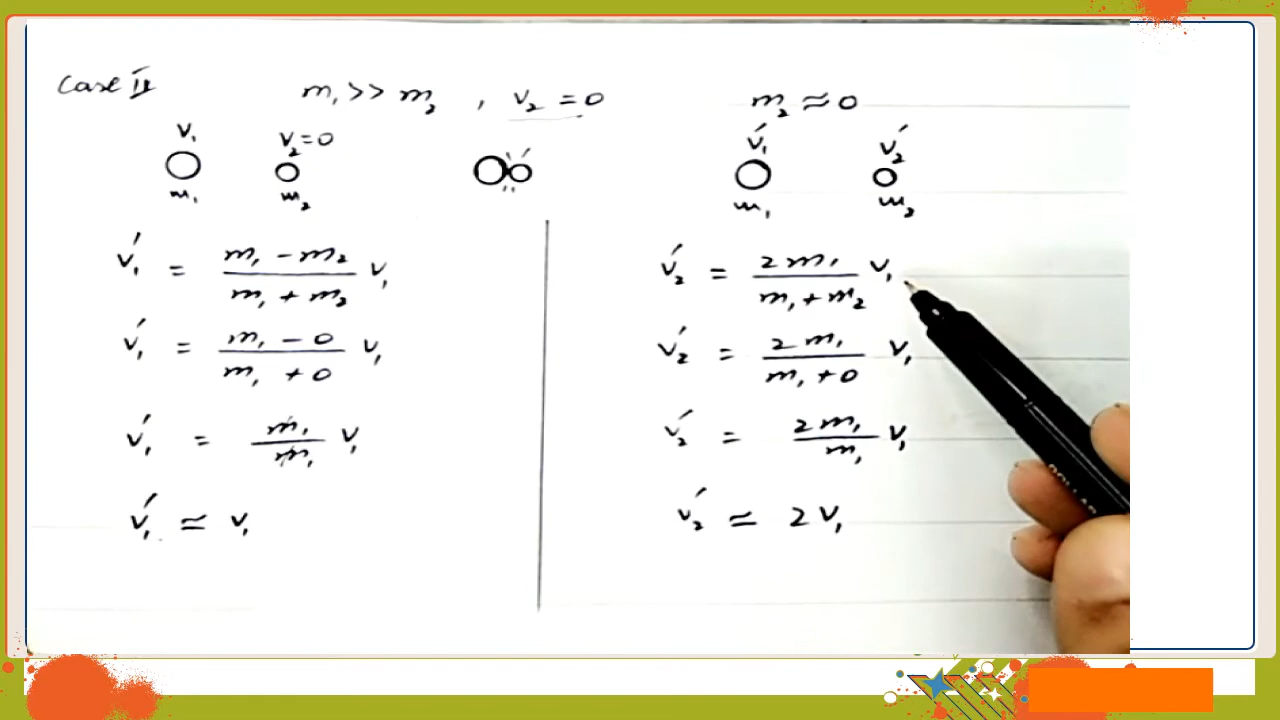 Case II m₁ >> m₂ , v₂ = 0 m₂ ≈ 0
v₁ v₂ = 0 v₁′ v₂′
m₁ m₂ m₁ m₂
v₁′ = (m₁ - m₂)/(m₁ + m₂) v₁
v₁′ = (m₁ - 0)/(m₁ + 0) v₁
v₁′ = m₁/m₁ v₁
v₁′ ≃ v₁
v₂′ = 2m₁/(m₁ + m₂) v₁
v₂′ = 2m₁/(m₁ + 0) v₁
v₂′ = 2m₁/m₁ v₁
v₂′ ≃ 2v₁
DOLLAR